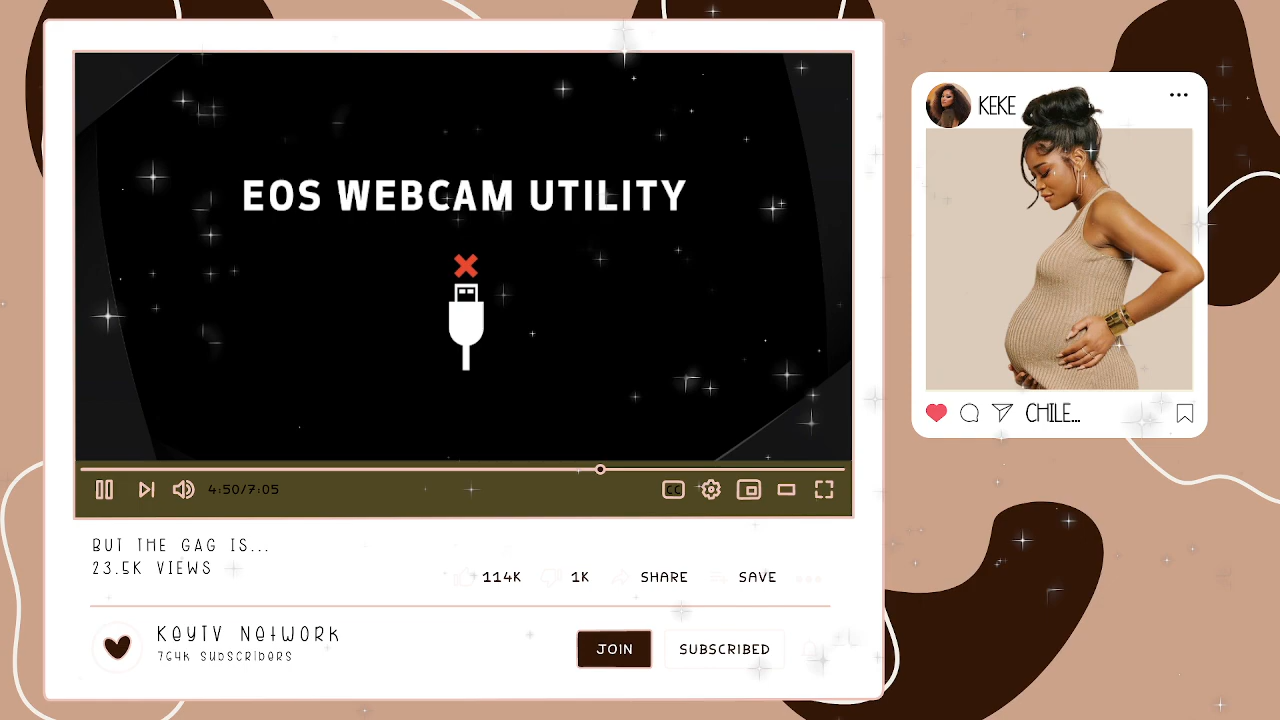 EOS WEBCAM UTILITY
4:50/7:05
CC
BUT THE GAG IS...
23.5K VIEWS
114K
1K
SHARE
SAVE
KEYTV NETWORK
764K SUBSCRIBERS
JOIN
SUBSCRIBED
KEKE
CHILE...